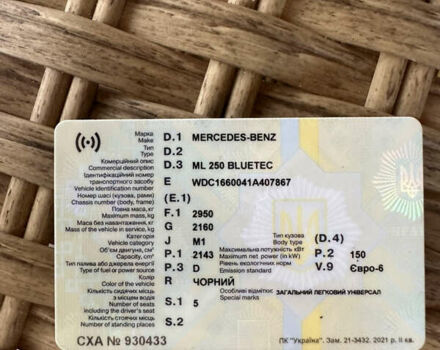 Марка
Make D.1 MERCEDES-BENZ
Тип
Type D.2
Комерційний опис
Commercial description D.3 ML 250 BLUETEC
Ідентифікаційний номер
транспортного засобу E WDC1660041A407867
Vehicle identification number
Номер шасі (кузова, рами) (E.1)
Chassis number (body, frame)
Повна маса, кг
Maximum mass, kg F.1 2950
Маса без навантаження, кг
Mass of the vehicle in service, kg G 2160
Категорія
Vehicle category J M1 Тип кузова
Body type (D.4)
Об'єм двигуна, см³
Capacity, cm³ P.1 2143 Максимальна потужність кВт
Maximum net. power (in kW) P.2 150
Тип палива або джерела енергії
Type of fuel or power source P.3 D Рівень екологічних норм
Emission standard V.9 Євро-6
Колір
Color of the vehicle R ЧОРНИЙ
Кількість сидячих місць
з місцем водія
Number of seats
including the driver's seat S.1 5 Особливі відмітки
Special marks ЗАГАЛЬНИЙ ЛЕГКОВИЙ УНІВЕРСАЛ
Кількість стоячих місць
Number of standing places S.2
СХА № 930433 ПК "Україна". Зам. 21-3432. 2021 р. ІІ кв.